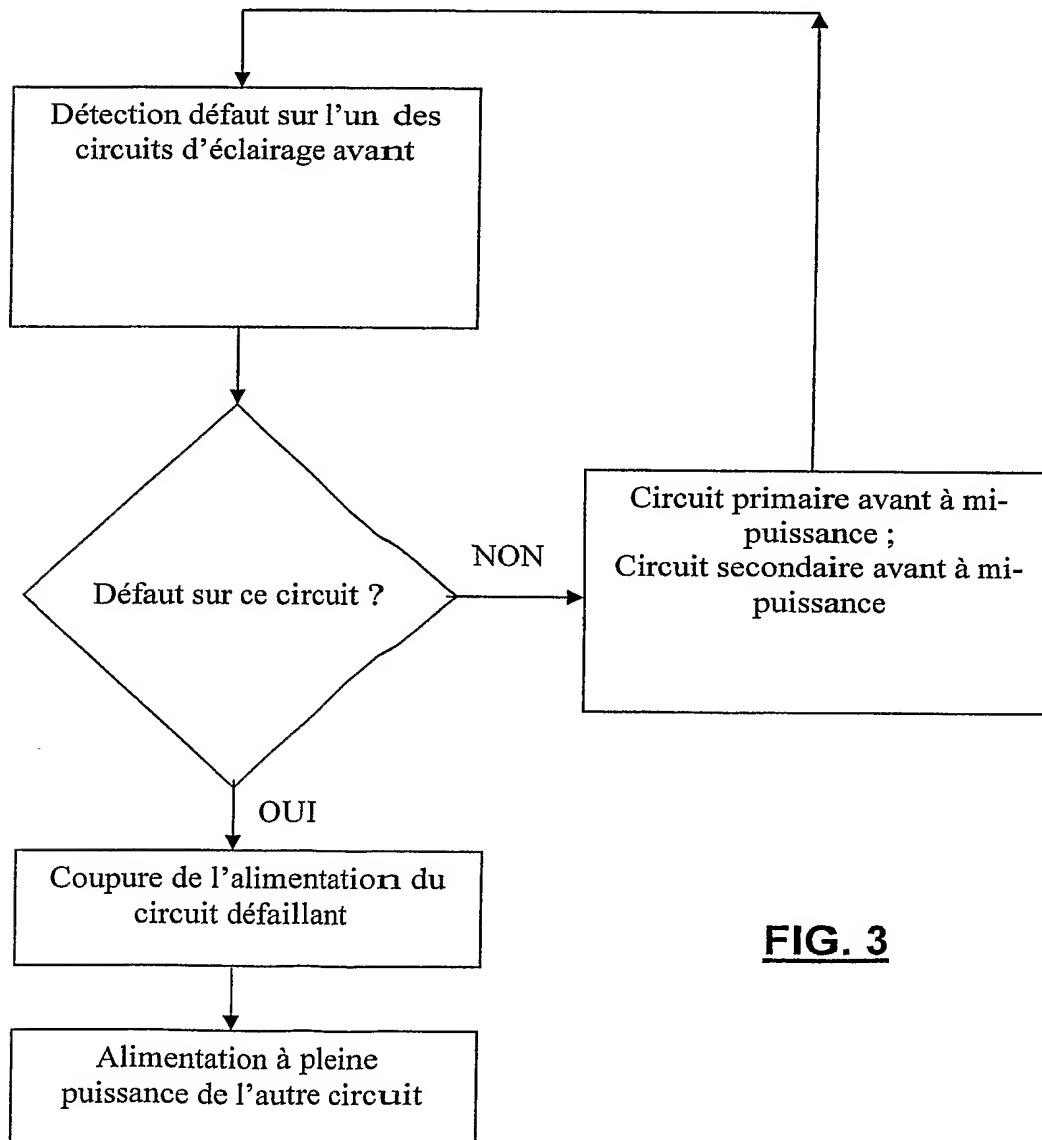 Détection défaut sur l’un des
circuits d’éclairage avant
Défaut sur ce circuit ?
NON
Circuit primaire avant à mi-
puissance ;
Circuit secondaire avant à mi-
puissance
OUI
Coupure de l’alimentation du
circuit défaillant
Alimentation à pleine
puissance de l’autre circuit
FIG. 3